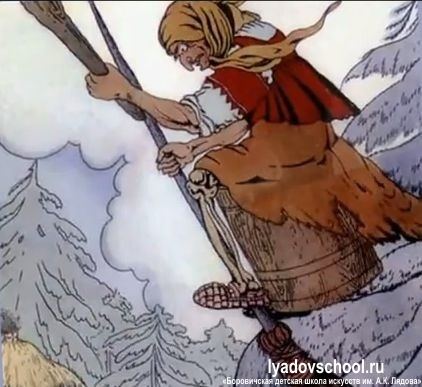 lyadovschool.ru
«Боровичская детская школа искусств им. А.К. Лядова»